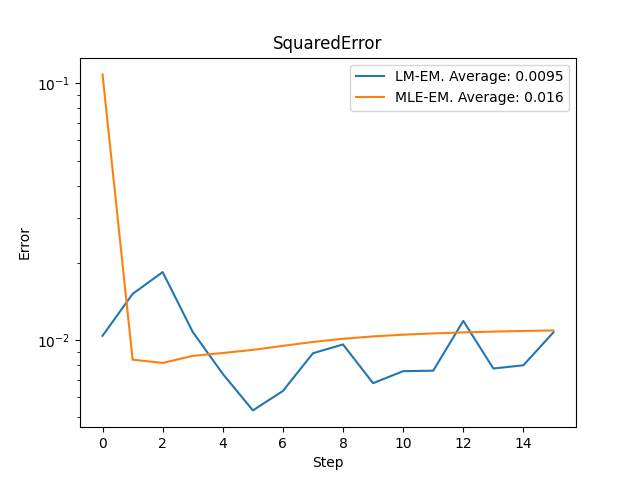 SquaredError
LM-EM. Average: 0.0095
MLE-EM. Average: 0.016
10⁻¹
10⁻²
Error
0 2 4 6 8 10 12 14
Step